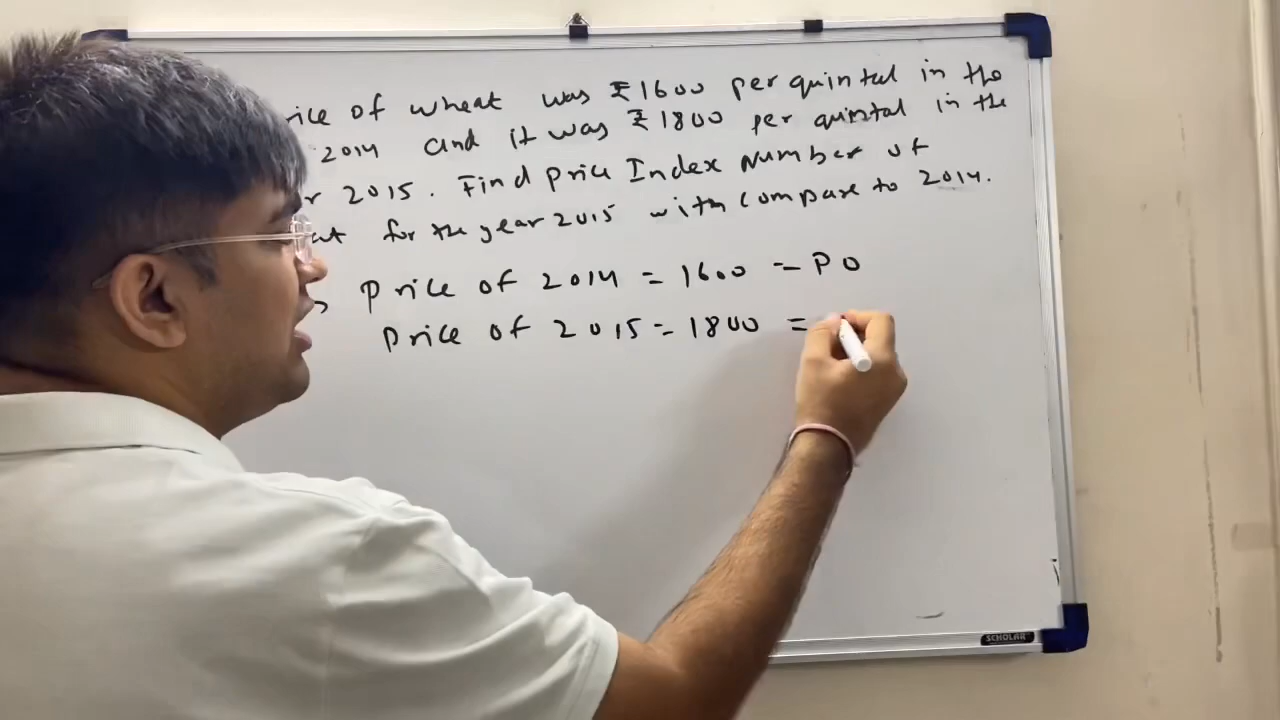 rice of wheat was ₹1600 per quintal in the
2014 and it was ₹1800 per quintal in the
r 2015. Find price Index Number of
at for the year 2015 with compare to 2014.
Price of 2014 = 1600 = P0
Price of 2015 = 1800 =
SCHOLAR